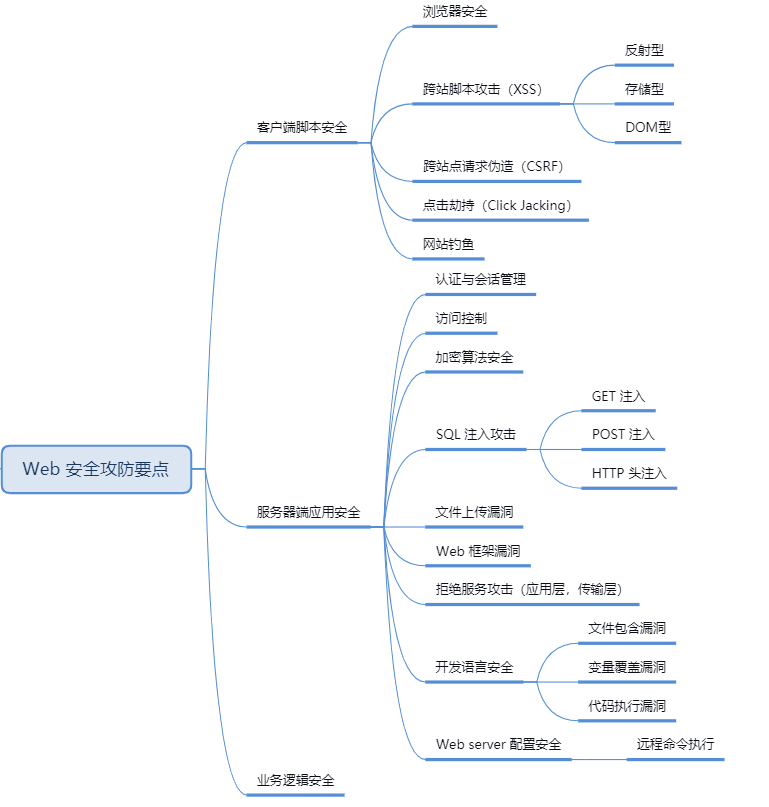 浏览器安全
反射型
跨站脚本攻击（XSS）
存储型
DOM型
客户端脚本安全
跨站点请求伪造（CSRF）
点击劫持（Click Jacking）
网站钓鱼
认证与会话管理
访问控制
加密算法安全
GET 注入
SQL 注入攻击
POST 注入
HTTP 头注入
Web 安全攻防要点
服务器端应用安全
文件上传漏洞
Web 框架漏洞
拒绝服务攻击（应用层，传输层）
文件包含漏洞
开发语言安全
变量覆盖漏洞
代码执行漏洞
Web server 配置安全
远程命令执行
业务逻辑安全